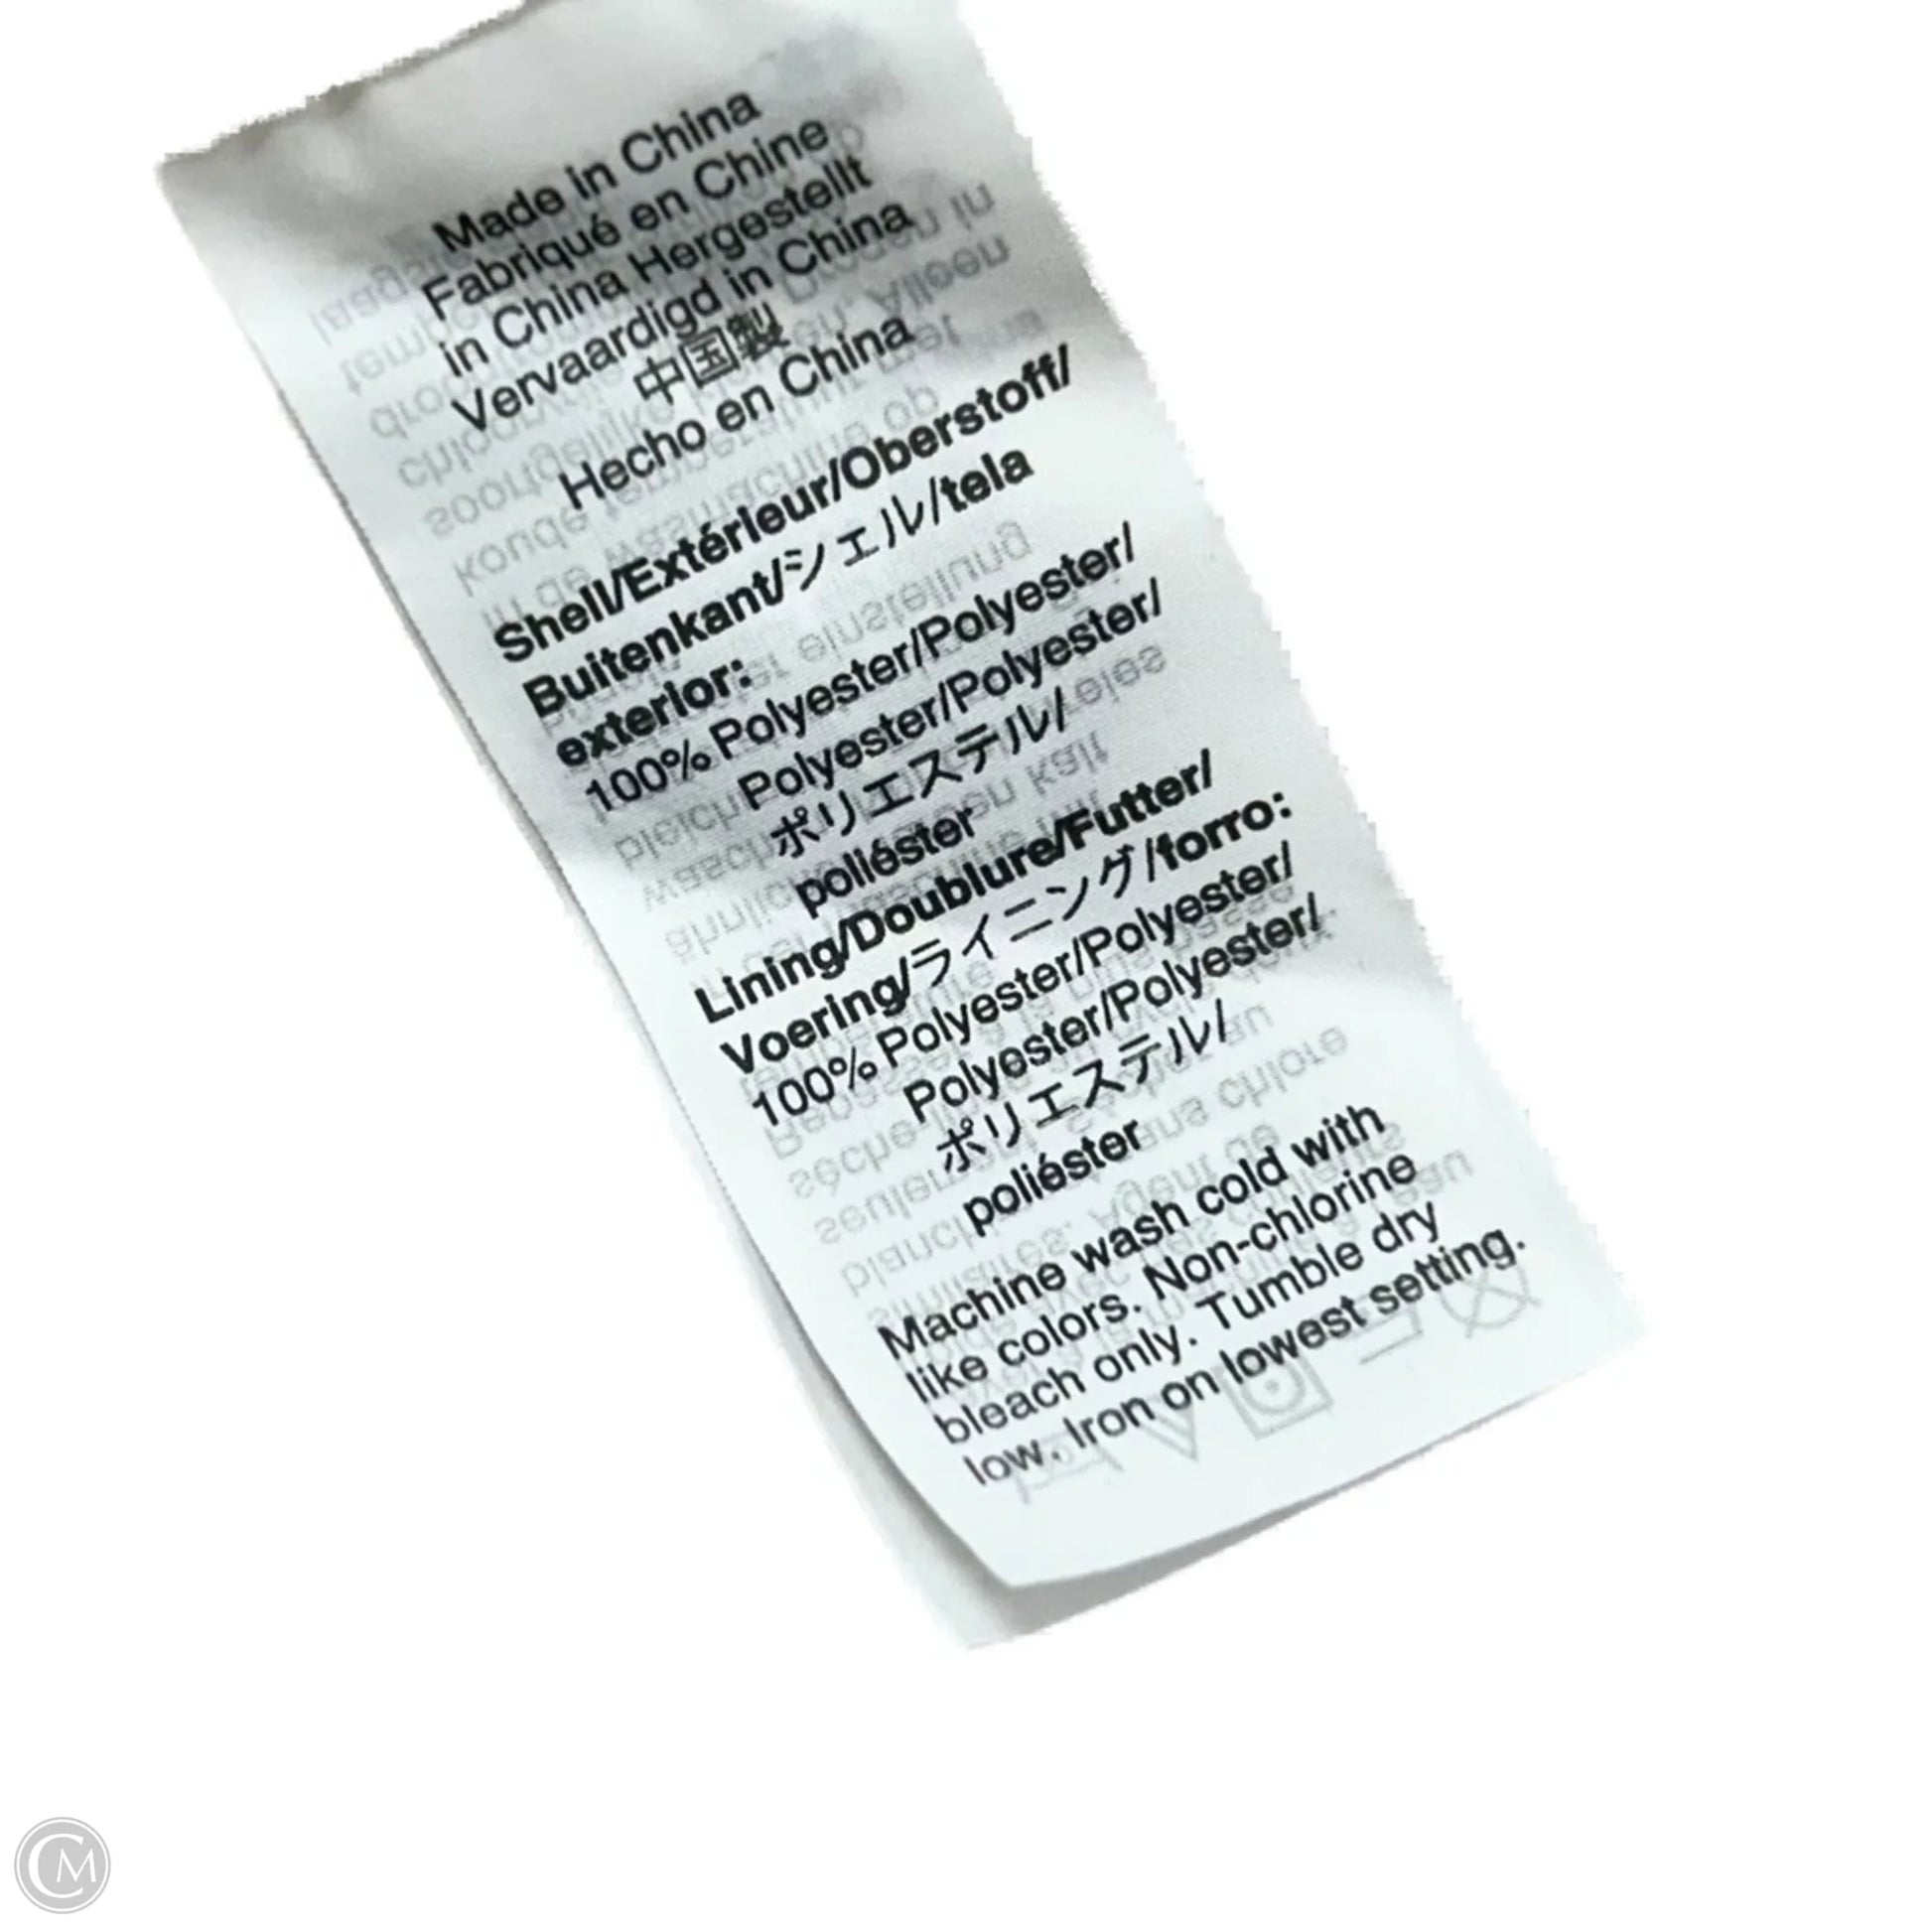 Made in China
Fabriqué en Chine
in China Hergestellt
Vervaardigd in China
中国製
Hecho en China
Shell/Extérieur/Oberstoff/
Buitenkant/シェル/tela
exterior:
100% Polyester/Polyester/
Polyester/Polyester/
ポリエステル/
poliéster
Lining/Doublure/Futter/
Voering/ライニング/forro:
100% Polyester/Polyester/
Polyester/Polyester/
ポリエステル/
poliéster
Machine wash cold with
like colors. Non-chlorine
bleach only. Tumble dry
low. Iron on lowest setting.
CM